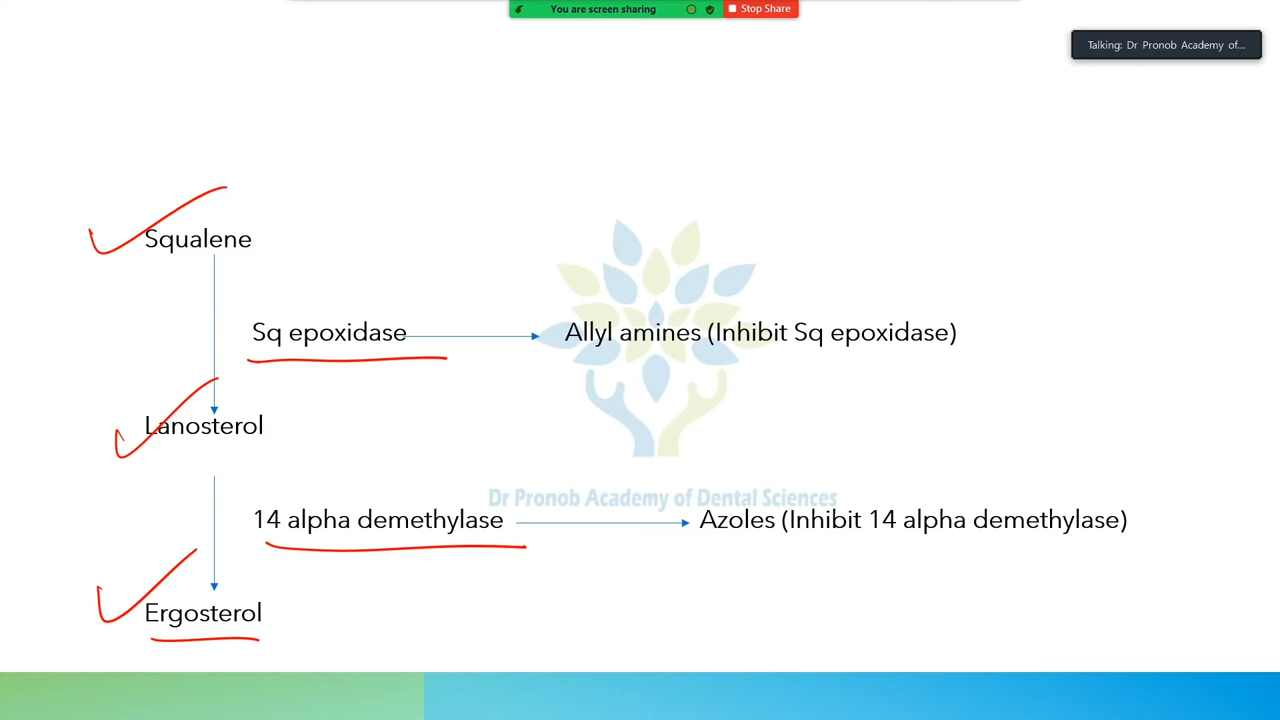 You are screen sharing
Stop Share
Talking: Dr Pronob Academy of...
Squalene
Sq epoxidase
Allyl amines (Inhibit Sq epoxidase)
Lanosterol
Dr Pronob Academy of Dental Sciences
14 alpha demethylase
Azoles (Inhibit 14 alpha demethylase)
Ergosterol